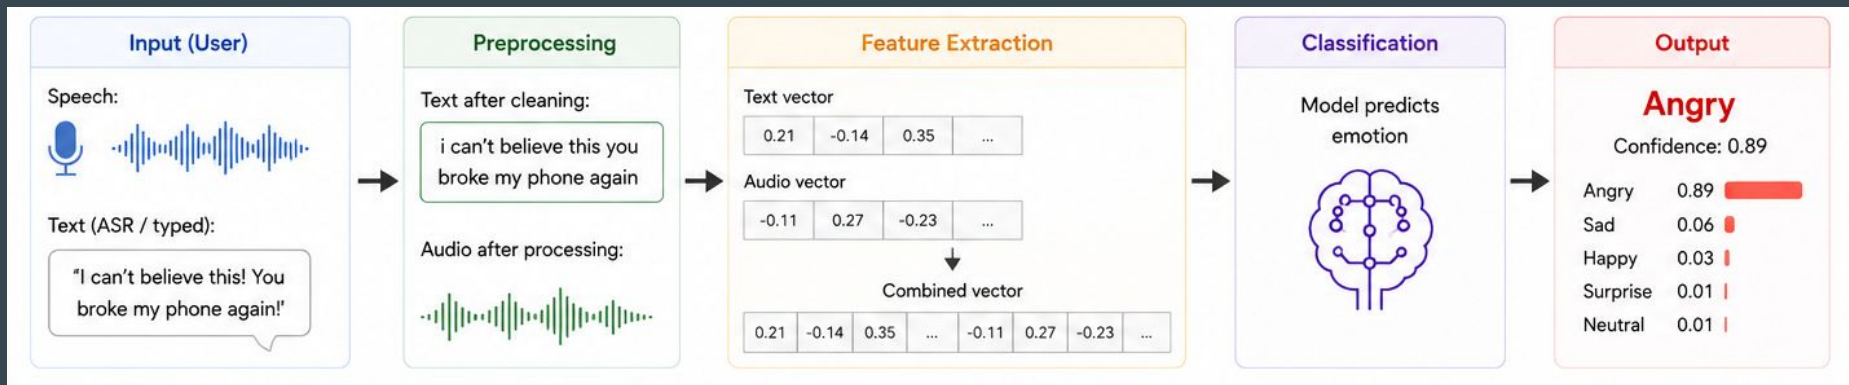 Input (User)
Speech:
Text (ASR / typed):
“I can’t believe this! You
broke my phone again!’
Preprocessing
Text after cleaning:
i can’t believe this you
broke my phone again
Audio after processing:
Feature Extraction
Text vector
0.21 -0.14 0.35 ...
Audio vector
-0.11 0.27 -0.23 ...
Combined vector
0.21 -0.14 0.35 ... -0.11 0.27 -0.23 ...
Classification
Model predicts
emotion
Output
Angry
Confidence: 0.89
Angry 0.89
Sad 0.06
Happy 0.03
Surprise 0.01
Neutral 0.01